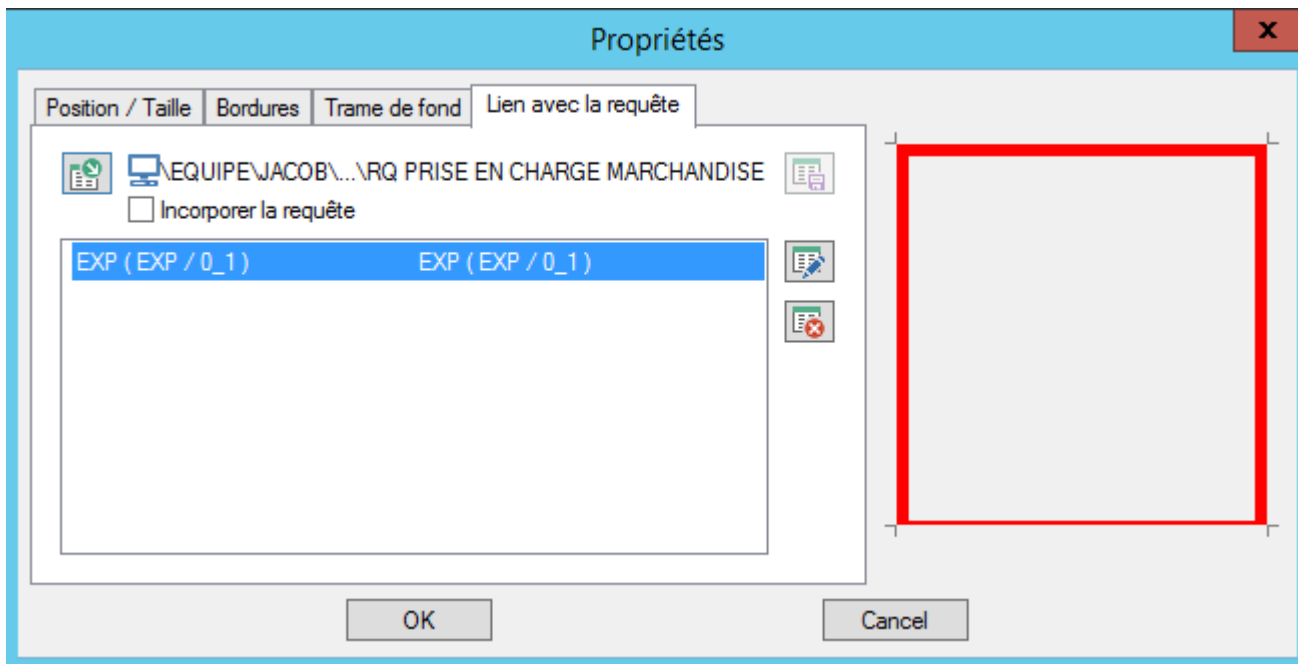 Propriétés
x
Position / Taille Bordures Trame de fond Lien avec la requête
\EQUIPE\JACOB\...\RQ PRISE EN CHARGE MARCHANDISE
Incorporer la requête
EXP ( EXP / 0_1 ) EXP ( EXP / 0_1 )
OK Cancel